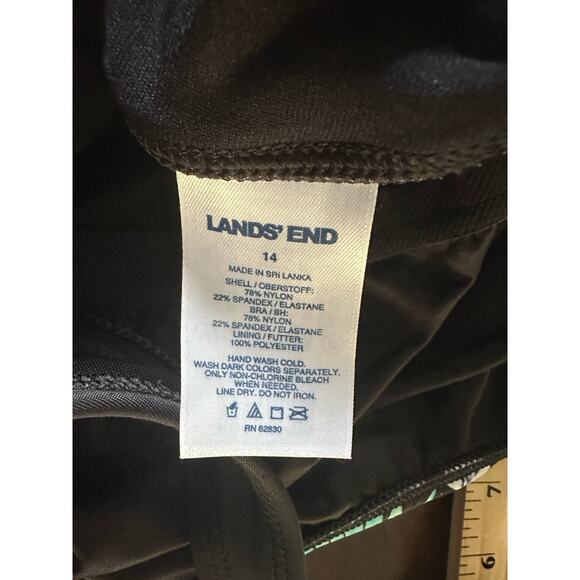 LANDS' END
14
MADE IN SRI LANKA
SHELL / OBERSTOFF:
78% NYLON
22% SPANDEX / ELASTANE
BRA / BH:
78% NYLON
22% SPANDEX / ELASTANE
LINING / FUTTER:
100% POLYESTER
HAND WASH COLD.
WASH DARK COLORS SEPARATELY.
ONLY NON-CHLORINE BLEACH
WHEN NEEDED.
LINE DRY. DO NOT IRON.
RN 62830
7
6